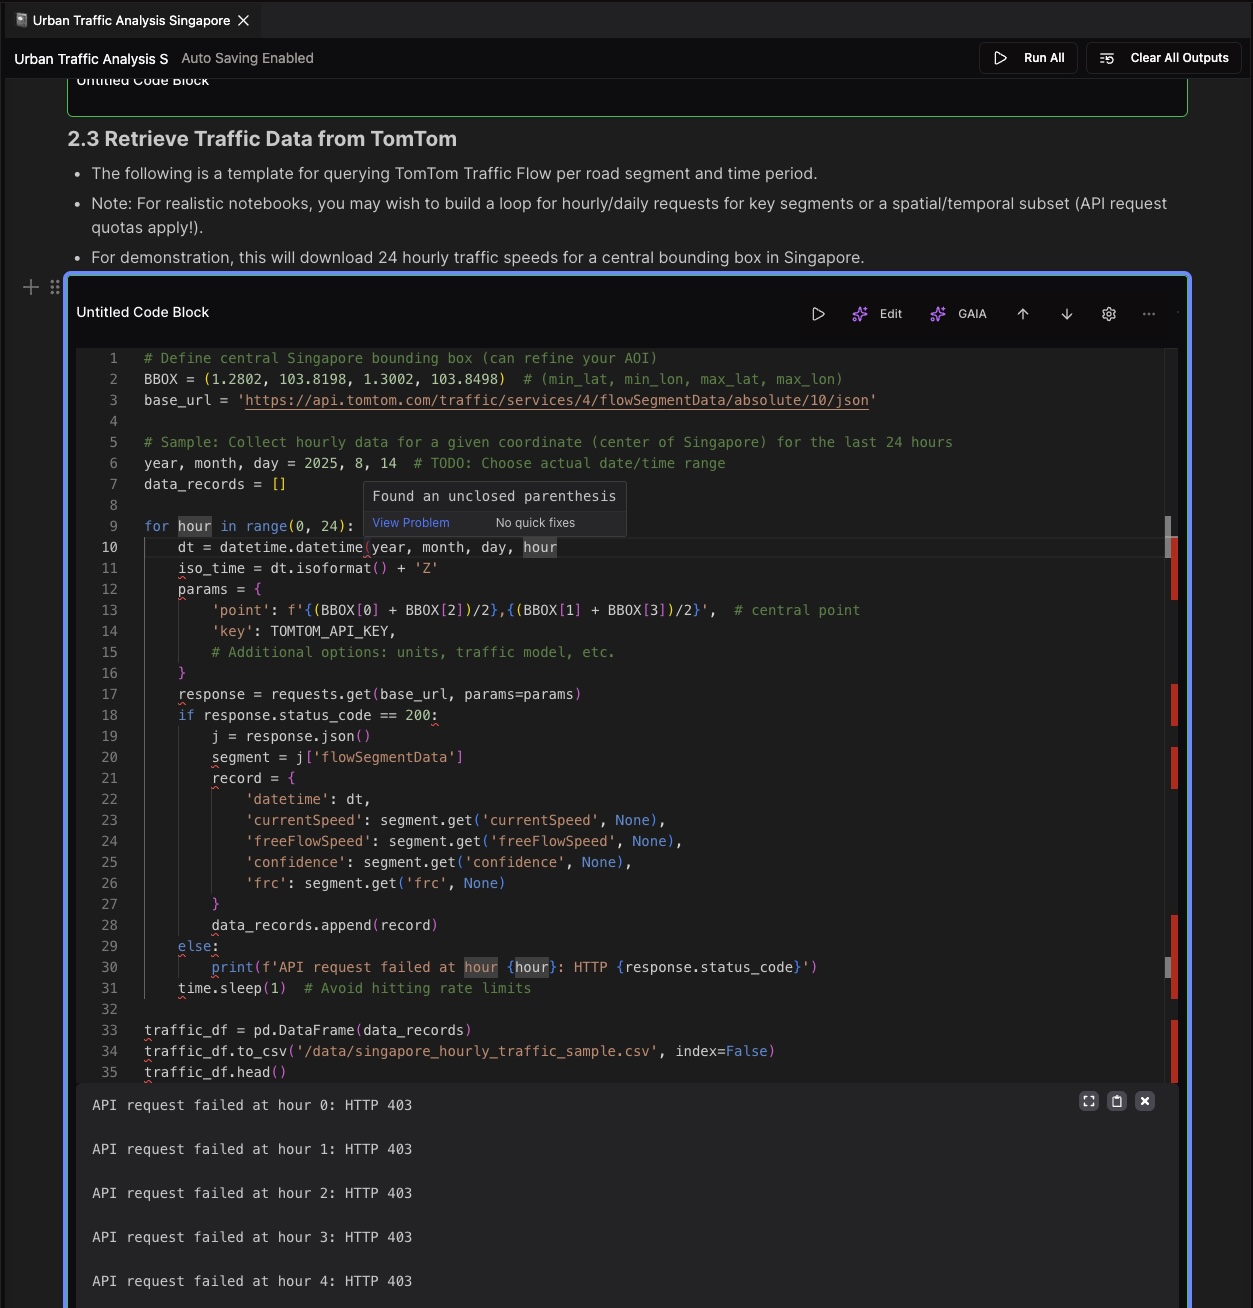 Urban Traffic Analysis Singapore
Urban Traffic Analysis S Auto Saving Enabled Run All Clear All Outputs
Untitled Code Block
2.3 Retrieve Traffic Data from TomTom
• The following is a template for querying TomTom Traffic Flow per road segment and time period.
• Note: For realistic notebooks, you may wish to build a loop for hourly/daily requests for key segments or a spatial/temporal subset (API request
quotas apply!).
• For demonstration, this will download 24 hourly traffic speeds for a central bounding box in Singapore.
Untitled Code Block Edit GAIA
1 # Define central Singapore bounding box (can refine your AOI)
2 BBOX = (1.2802, 103.8198, 1.3002, 103.8498)  # (min_lat, min_lon, max_lat, max_lon)
3 base_url = 'https://api.tomtom.com/traffic/services/4/flowSegmentData/absolute/10/json'
4
5 # Sample: Collect hourly data for a given coordinate (center of Singapore) for the last 24 hours
6 year, month, day = 2025, 8, 14  # TODO: Choose actual date/time range
7 data_records = []
Found an unclosed parenthesis
8
View Problem No quick fixes
9 for hour in range(0, 24):
10     dt = datetime.datetime(year, month, day, hour
11     iso_time = dt.isoformat() + 'Z'
12     params = {
13         'point': f'{(BBOX[0] + BBOX[2])/2},{(BBOX[1] + BBOX[3])/2}',  # central point
14         'key': TOMTOM_API_KEY,
15         # Additional options: units, traffic model, etc.
16     }
17     response = requests.get(base_url, params=params)
18     if response.status_code == 200:
19         j = response.json()
20         segment = j['flowSegmentData']
21         record = {
22             'datetime': dt,
23             'currentSpeed': segment.get('currentSpeed', None),
24             'freeFlowSpeed': segment.get('freeFlowSpeed', None),
25             'confidence': segment.get('confidence', None),
26             'frc': segment.get('frc', None)
27         }
28         data_records.append(record)
29     else:
30         print(f'API request failed at hour {hour}: HTTP {response.status_code}')
31     time.sleep(1)  # Avoid hitting rate limits
32
33 traffic_df = pd.DataFrame(data_records)
34 traffic_df.to_csv('/data/singapore_hourly_traffic_sample.csv', index=False)
35 traffic_df.head()
API request failed at hour 0: HTTP 403
API request failed at hour 1: HTTP 403
API request failed at hour 2: HTTP 403
API request failed at hour 3: HTTP 403
API request failed at hour 4: HTTP 403